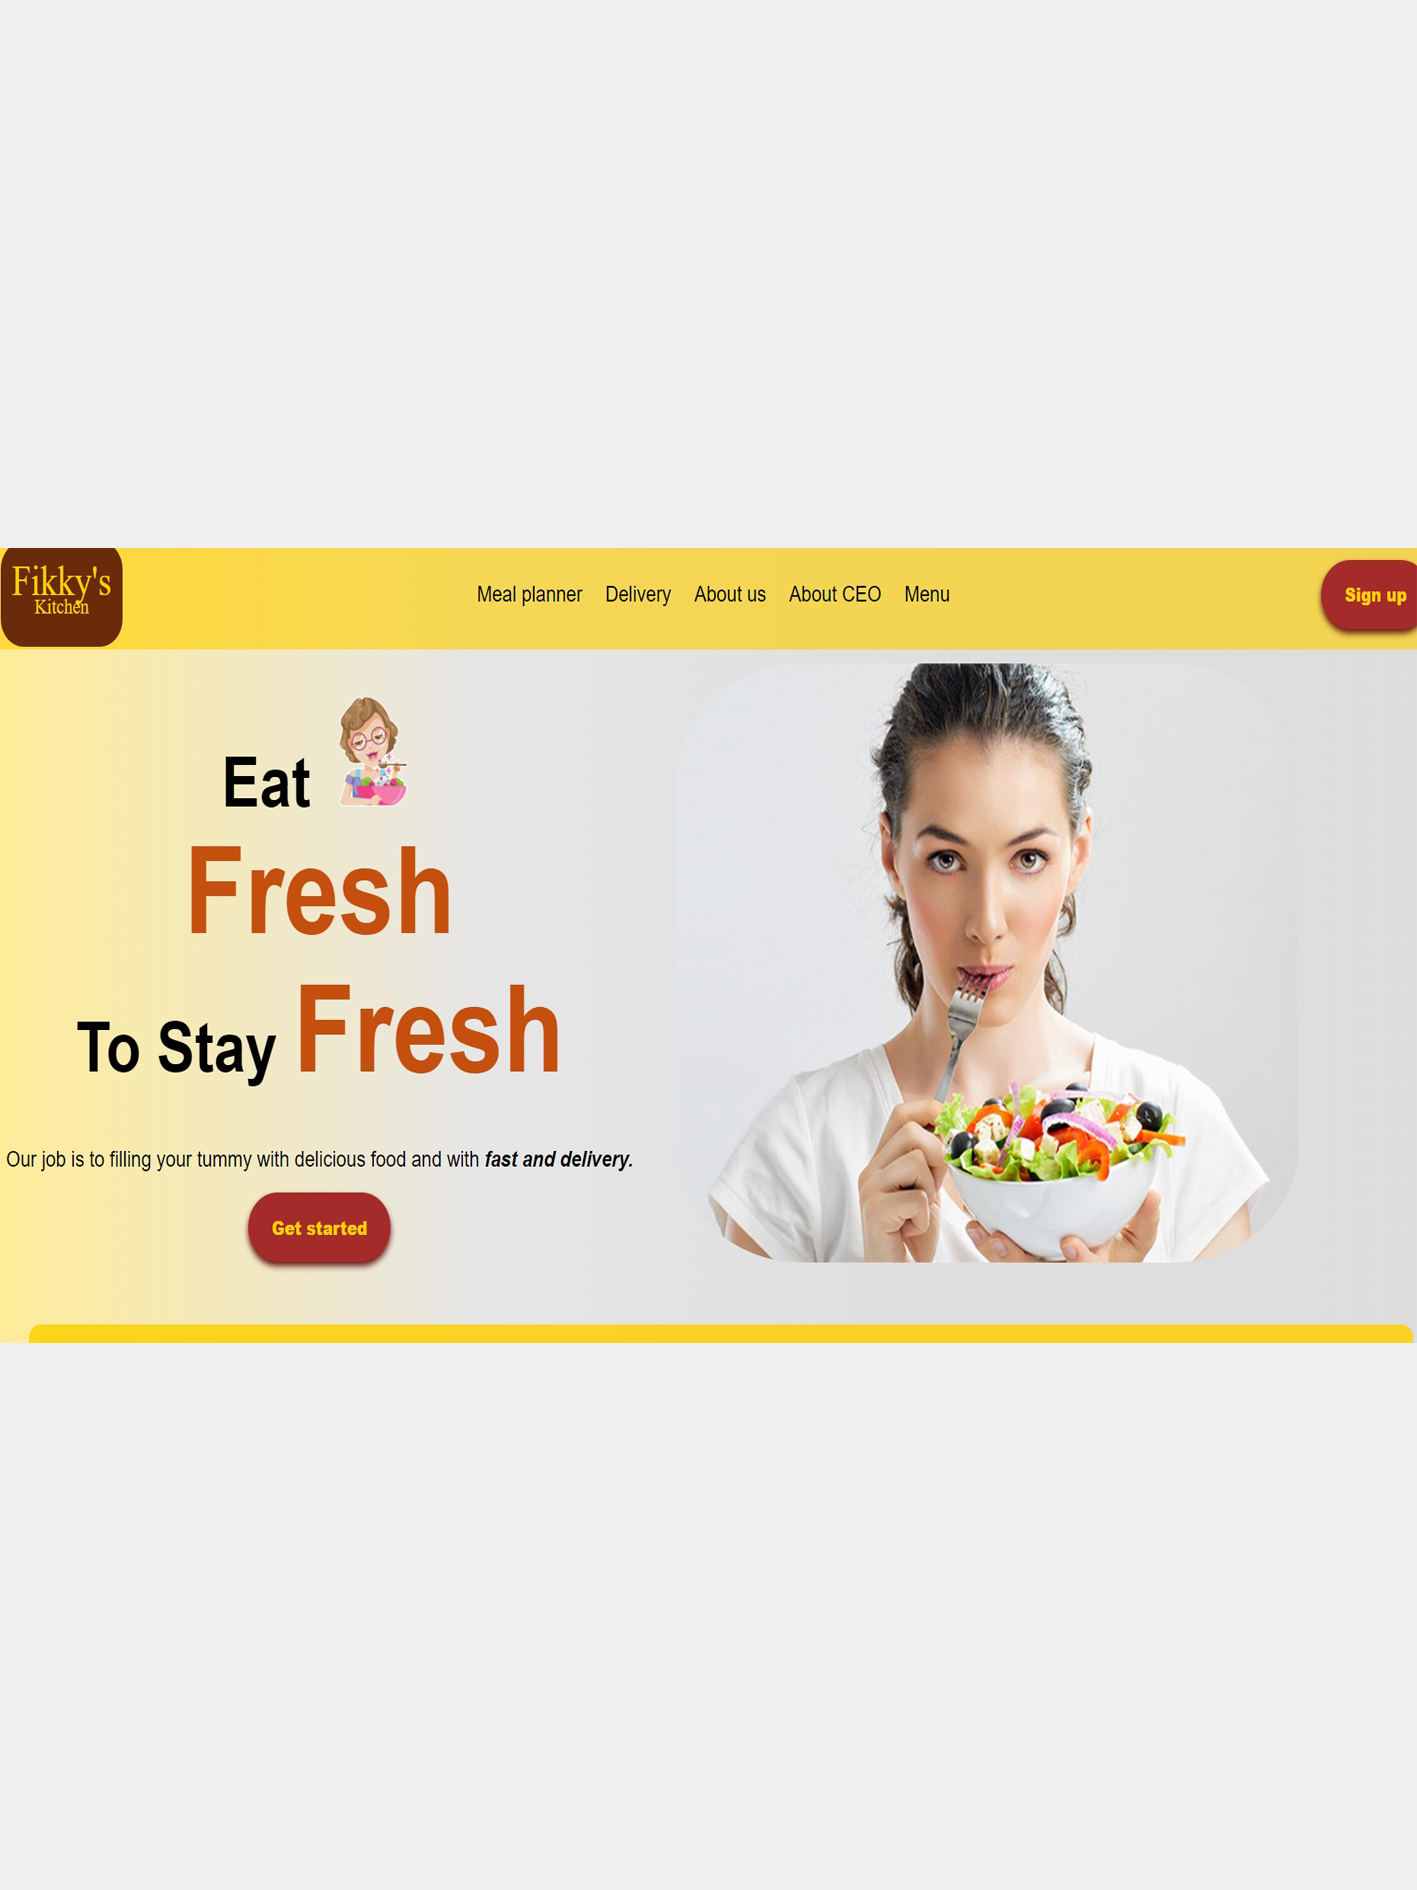 Fikky's
Kitchen
Meal planner Delivery About us About CEO Menu
Sign up
Eat
Fresh
To Stay Fresh
Our job is to filling your tummy with delicious food and with fast and delivery.
Get started